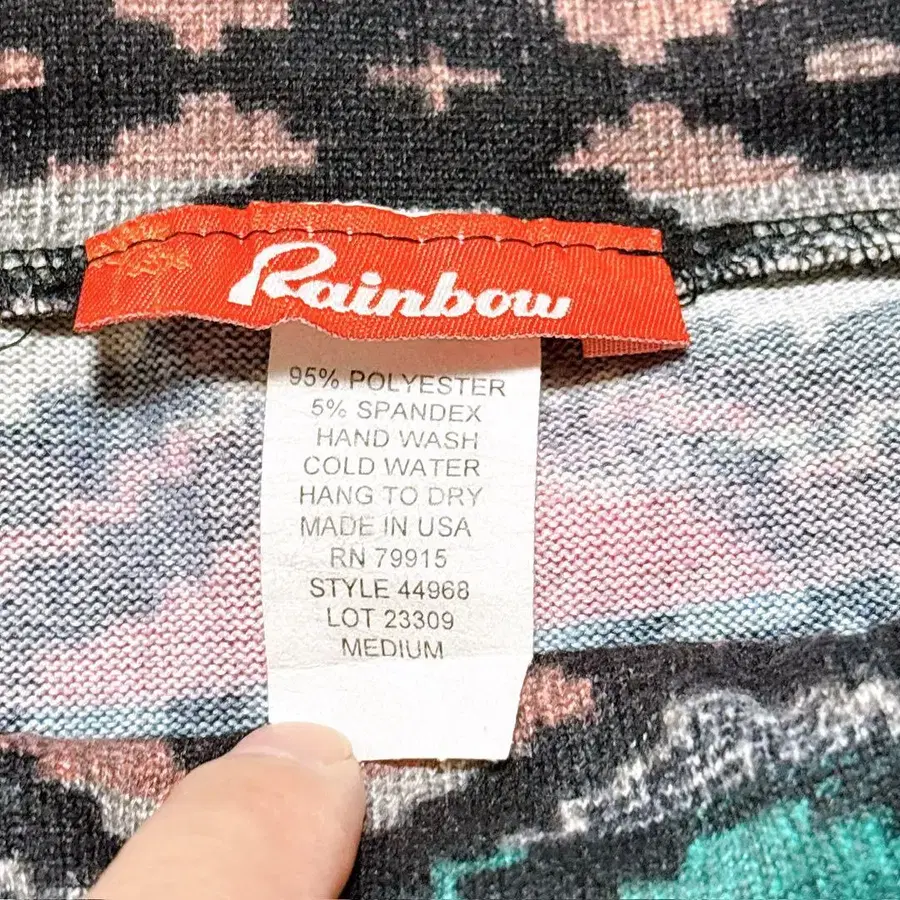 Rainbow
95% POLYESTER
5% SPANDEX
HAND WASH
COLD WATER
HANG TO DRY
MADE IN USA
RN 79915
STYLE 44968
LOT 23309
MEDIUM